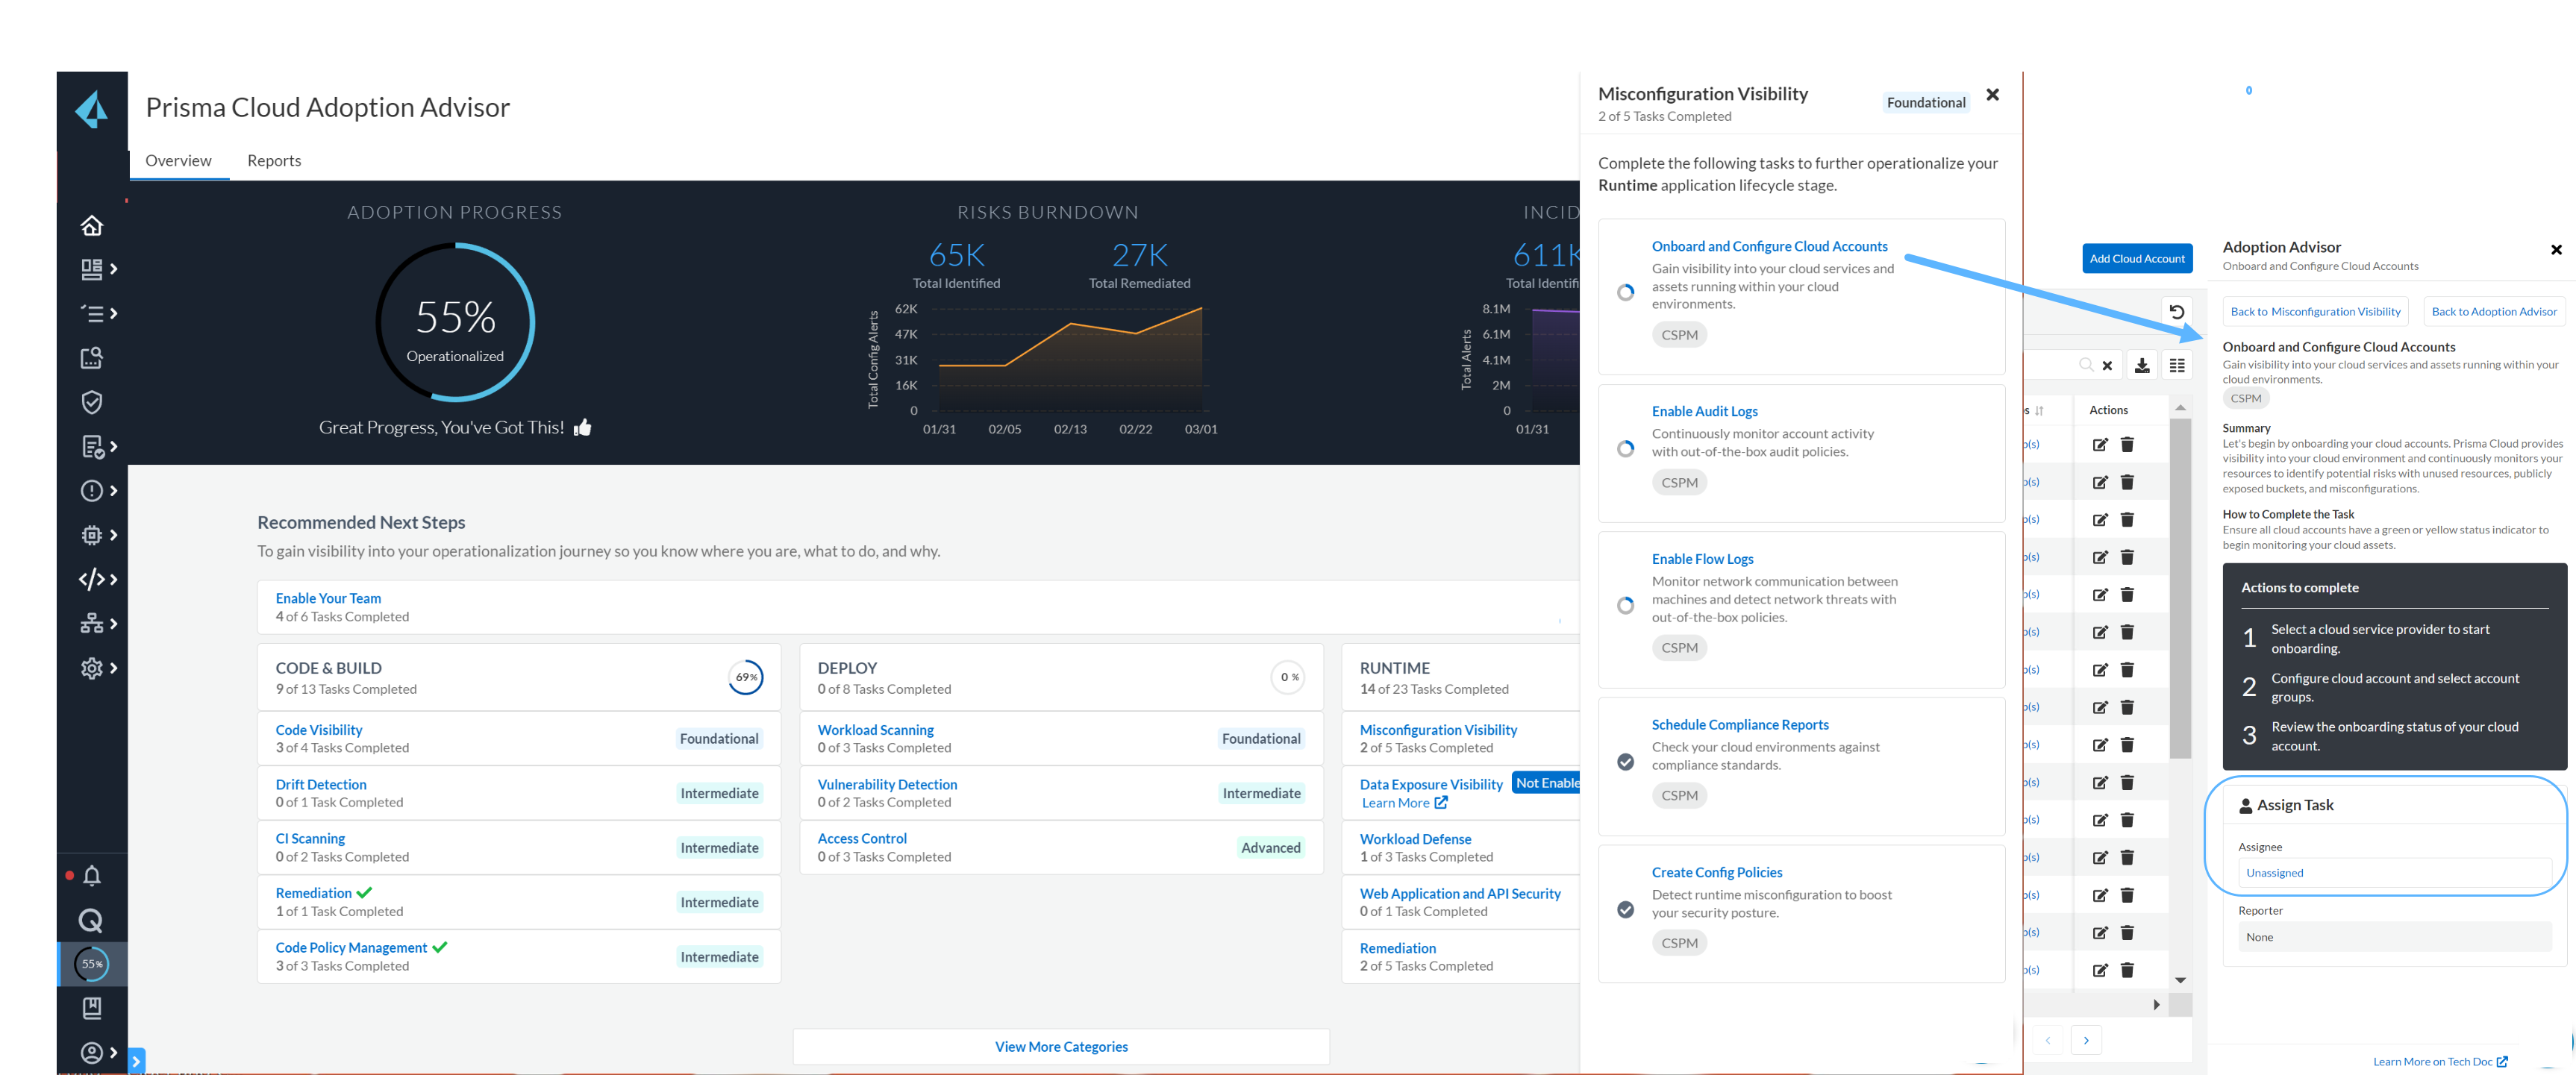 Prisma Cloud Adoption Advisor
Overview
Reports
ADOPTION PROGRESS
55%
Operationalized
Great Progress, You've Got This!
RISKS BURNDOWN
65K
27K
Total Identified
Total Remediated
Total Config Alerts
62K
47K
31K
16K
0
01/31
02/05
02/13
02/22
03/01
INCID
611K
Total Identifi
Total Alerts
8.1M
6.1M
4.1M
2M
0
01/31
Recommended Next Steps
To gain visibility into your operationalization journey so you know where you are, what to do, and why.
Enable Your Team
4 of 6 Tasks Completed
CODE & BUILD
9 of 13 Tasks Completed
69%
Code Visibility
3 of 4 Tasks Completed
Foundational
Drift Detection
0 of 1 Task Completed
Intermediate
CI Scanning
0 of 2 Tasks Completed
Intermediate
Remediation
1 of 1 Task Completed
Intermediate
Code Policy Management
3 of 3 Tasks Completed
Intermediate
DEPLOY
0 of 8 Tasks Completed
0 %
Workload Scanning
0 of 3 Tasks Completed
Foundational
Vulnerability Detection
0 of 2 Tasks Completed
Intermediate
Access Control
0 of 3 Tasks Completed
Advanced
RUNTIME
14 of 23 Tasks Completed
Misconfiguration Visibility
2 of 5 Tasks Completed
Data Exposure Visibility
Not Enable
Learn More
Workload Defense
1 of 3 Tasks Completed
Web Application and API Security
0 of 1 Task Completed
Remediation
2 of 5 Tasks Completed
View More Categories
55%
Misconfiguration Visibility
2 of 5 Tasks Completed
Foundational
Complete the following tasks to further operationalize your
Runtime application lifecycle stage.
Onboard and Configure Cloud Accounts
Gain visibility into your cloud services and
assets running within your cloud
environments.
CSPM
Enable Audit Logs
Continuously monitor account activity
with out-of-the-box audit policies.
CSPM
Enable Flow Logs
Monitor network communication between
machines and detect network threats with
out-of-the-box policies.
CSPM
Schedule Compliance Reports
Check your cloud environments against
compliance standards.
CSPM
Create Config Policies
Detect runtime misconfiguration to boost
your security posture.
CSPM
Add Cloud Account
Actions
Adoption Advisor
Onboard and Configure Cloud Accounts
Back to Misconfiguration Visibility
Back to Adoption Advisor
Onboard and Configure Cloud Accounts
Gain visibility into your cloud services and assets running within your
cloud environments.
CSPM
Summary
Let's begin by onboarding your cloud accounts. Prisma Cloud provides
visibility into your cloud environment and continuously monitors your
resources to identify potential risks with unused resources, publicly
exposed buckets, and misconfigurations.
How to Complete the Task
Ensure all cloud accounts have a green or yellow status indicator to
begin monitoring your cloud assets.
Actions to complete
1 Select a cloud service provider to start
onboarding.
2 Configure cloud account and select account
groups.
3 Review the onboarding status of your cloud
account.
Assign Task
Assignee
Unassigned
Reporter
None
Learn More on Tech Doc